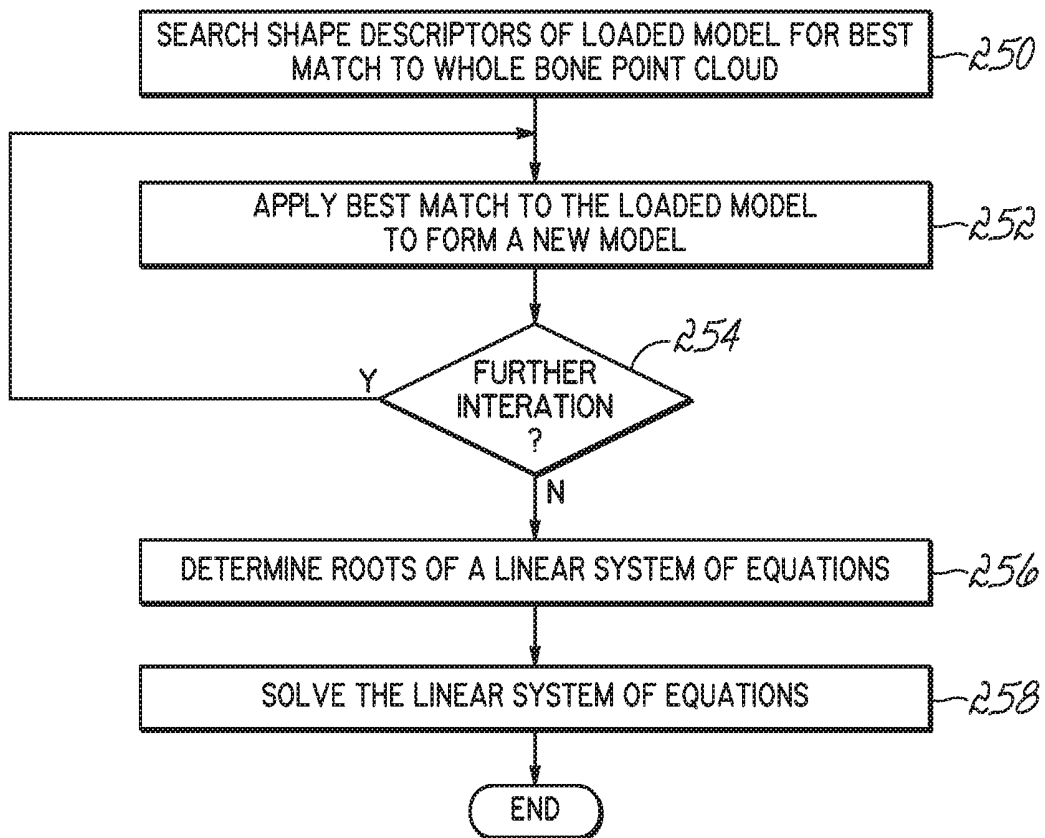 SEARCH SHAPE DESCRIPTORS OF LOADED MODEL FOR BEST
MATCH TO WHOLE BONE POINT CLOUD
250
APPLY BEST MATCH TO THE LOADED MODEL
TO FORM A NEW MODEL
252
254
Y
FURTHER
INTERATION
?
N
DETERMINE ROOTS OF A LINEAR SYSTEM OF EQUATIONS
256
SOLVE THE LINEAR SYSTEM OF EQUATIONS
258
END